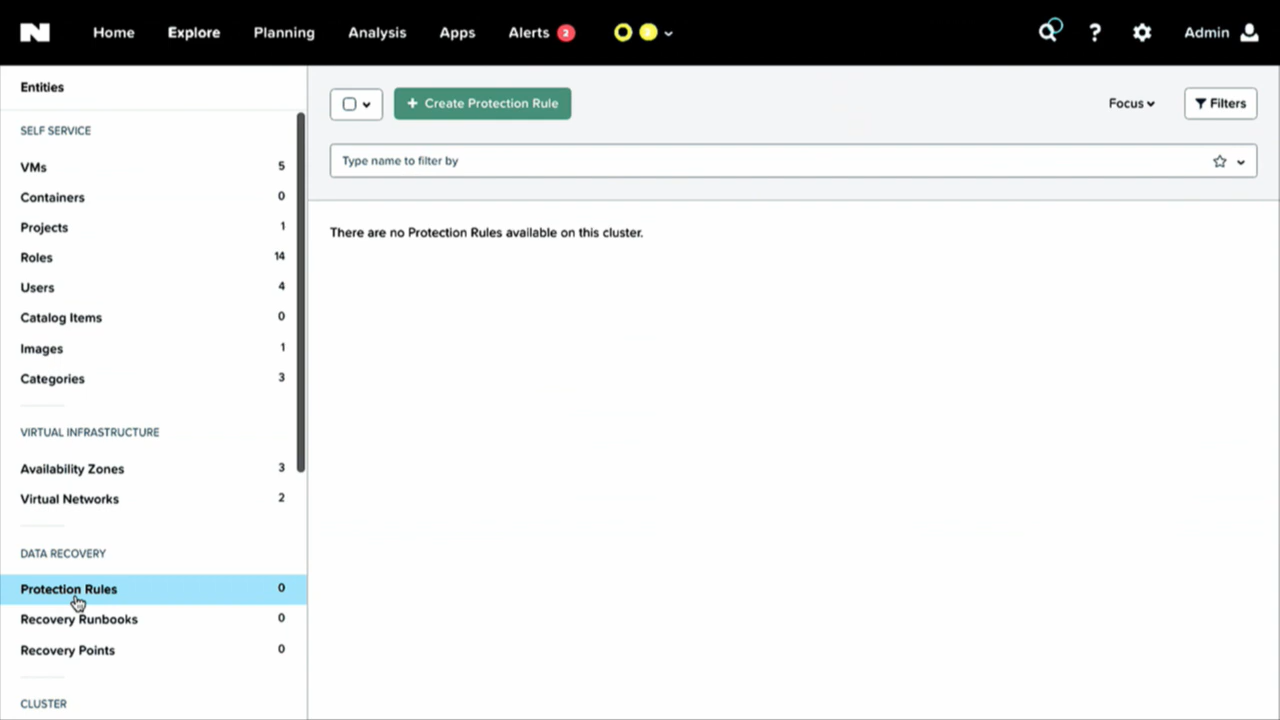 N Home Explore Planning Analysis Apps Alerts 2 Admin
Entities
SELF SERVICE
VMs 5
Containers 0
Projects 1
Roles 14
Users 4
Catalog Items 0
Images 1
Categories 3
VIRTUAL INFRASTRUCTURE
Availability Zones 3
Virtual Networks 2
DATA RECOVERY
Protection Rules 0
Recovery Runbooks 0
Recovery Points 0
CLUSTER
+ Create Protection Rule Focus Filters
Type name to filter by
There are no Protection Rules available on this cluster.